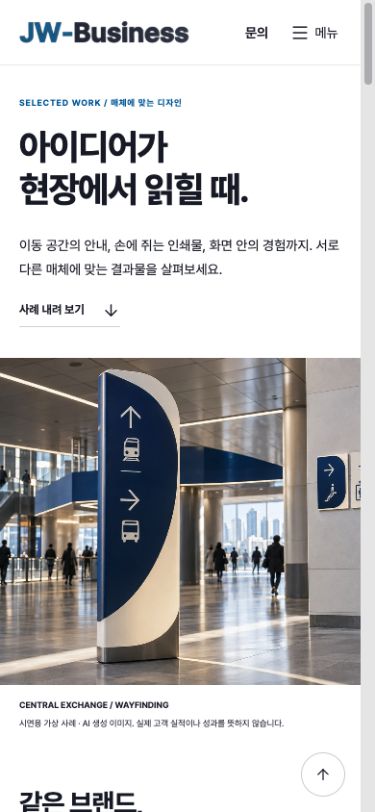 JW-Business
문의
메뉴
SELECTED WORK / 매체에 맞는 디자인
아이디어가
현장에서 읽힐 때.
이동 공간의 안내, 손에 쥐는 인쇄물, 화면 안의 경험까지. 서로
다른 매체에 맞는 결과물을 살펴보세요.
사례 내려 보기
CENTRAL EXCHANGE / WAYFINDING
시연용 가상 사례 · AI 생성 이미지. 실제 고객 실적이나 성과를 뜻하지 않습니다.
같은 브랜드,